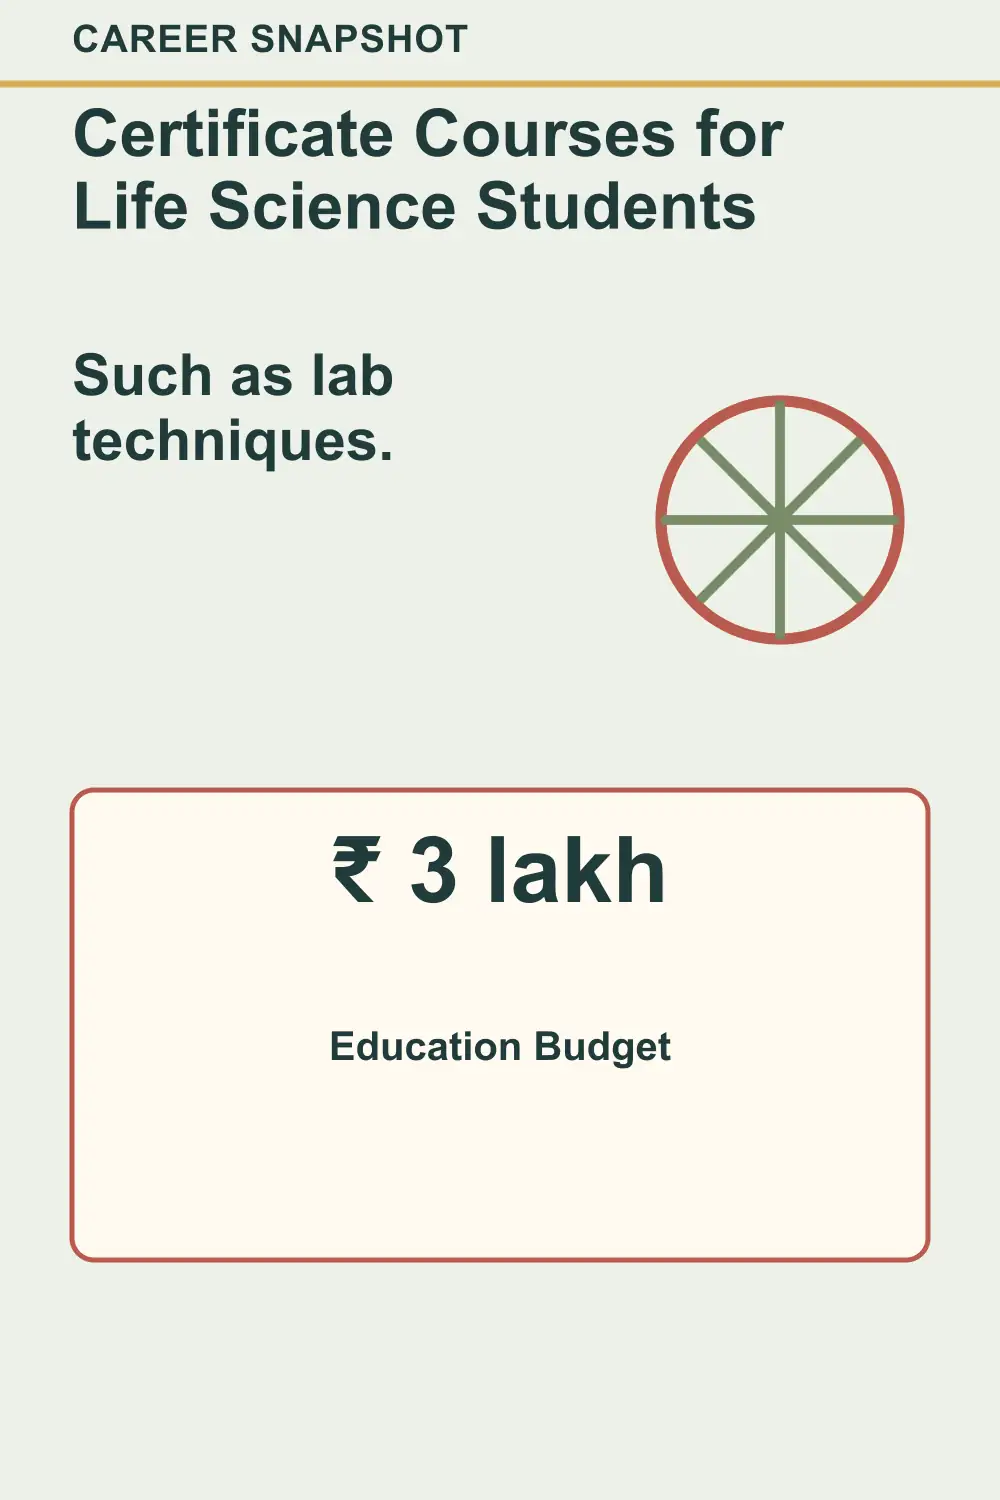 CAREER SNAPSHOT
Certificate Courses for
Life Science Students
Such as lab
techniques.
₹ 3 lakh
Education Budget